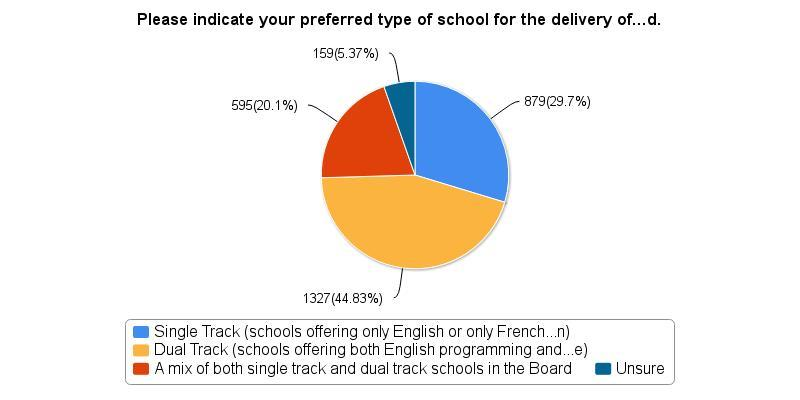 Please indicate your preferred type of school for the delivery of...d.
159(5.37%)
595(20.1%)
879(29.7%)
1327(44.83%)
Single Track (schools offering only English or only French...n)
Dual Track (schools offering both English programming and...e)
A mix of both single track and dual track schools in the Board Unsure